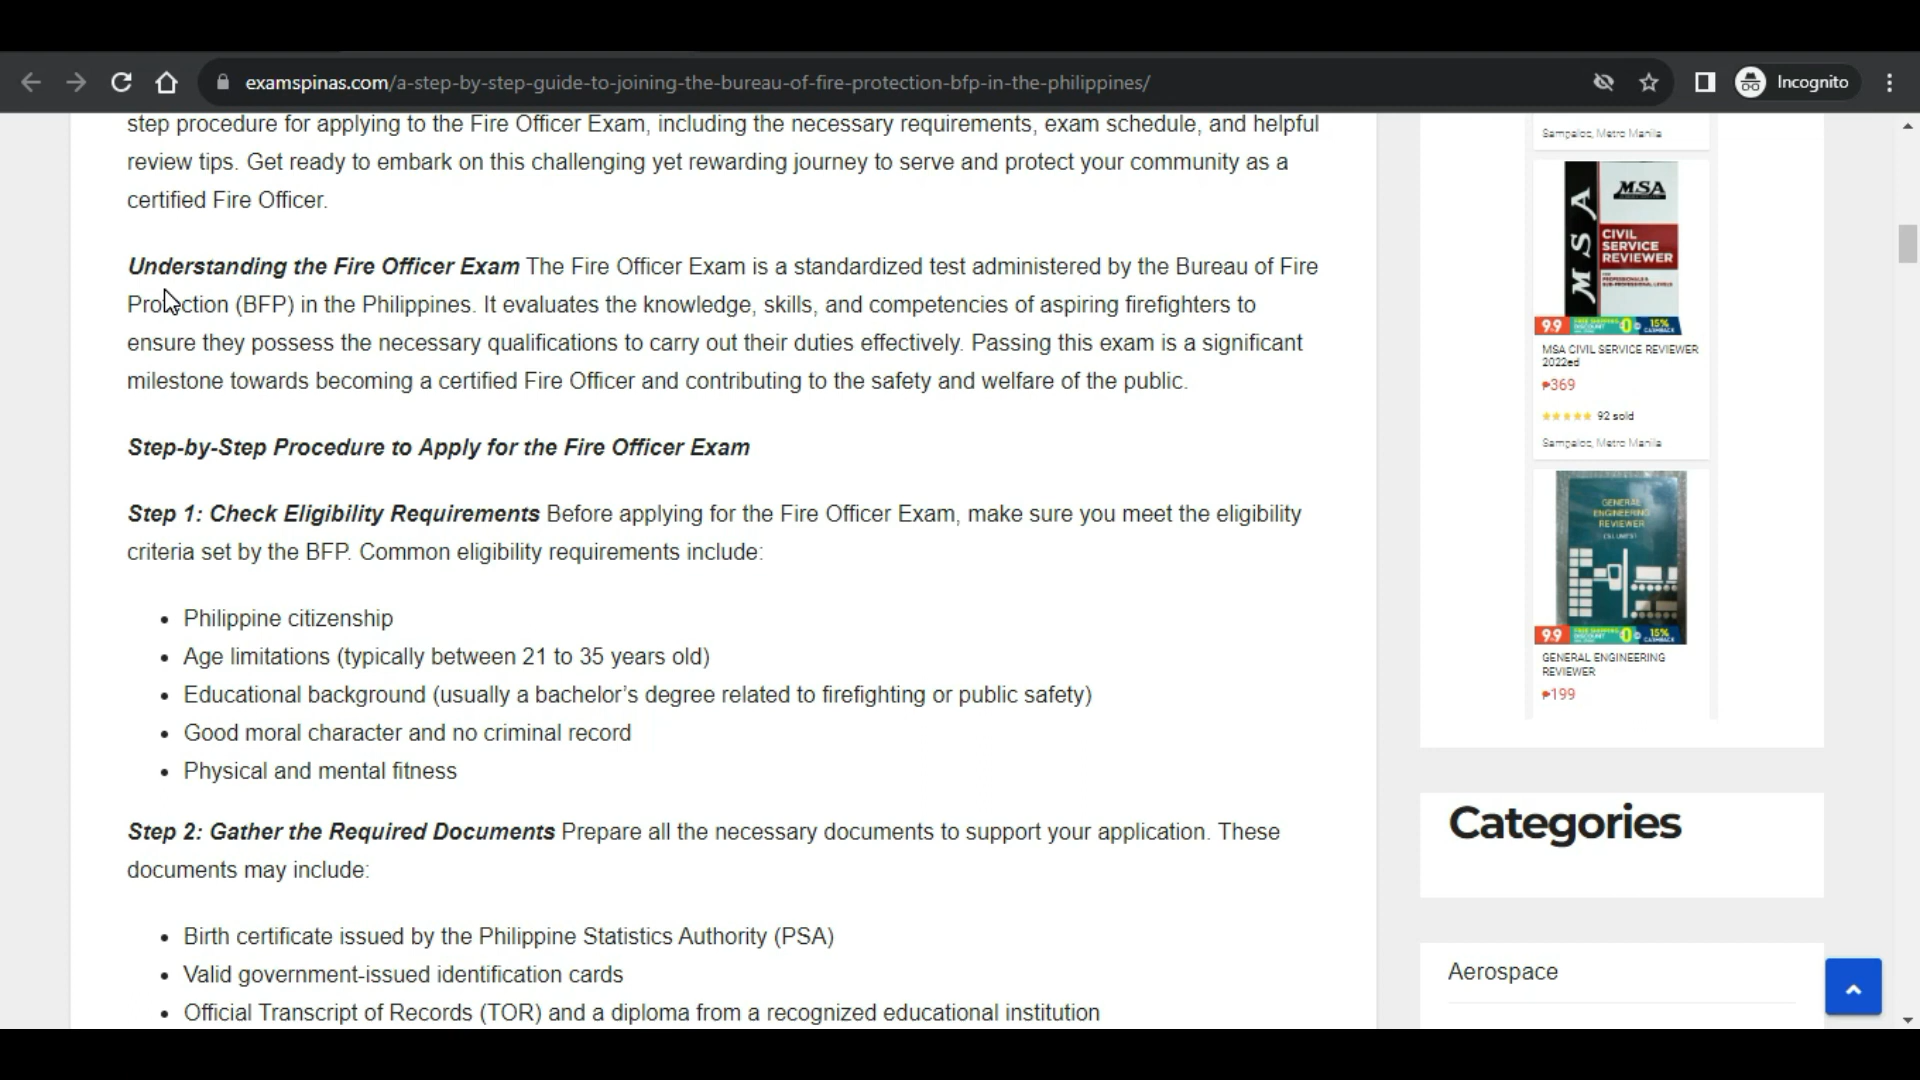 examspinas.com/a-step-by-step-guide-to-joining-the-bureau-of-fire-protection-bfp-in-the-philippines/
Incognito
step procedure for applying to the Fire Officer Exam, including the necessary requirements, exam schedule, and helpful
review tips. Get ready to embark on this challenging yet rewarding journey to serve and protect your community as a
certified Fire Officer.
Understanding the Fire Officer Exam The Fire Officer Exam is a standardized test administered by the Bureau of Fire
Protection (BFP) in the Philippines. It evaluates the knowledge, skills, and competencies of aspiring firefighters to
ensure they possess the necessary qualifications to carry out their duties effectively. Passing this exam is a significant
milestone towards becoming a certified Fire Officer and contributing to the safety and welfare of the public.
Step-by-Step Procedure to Apply for the Fire Officer Exam
Step 1: Check Eligibility Requirements Before applying for the Fire Officer Exam, make sure you meet the eligibility
criteria set by the BFP. Common eligibility requirements include:
• Philippine citizenship
• Age limitations (typically between 21 to 35 years old)
• Educational background (usually a bachelor's degree related to firefighting or public safety)
• Good moral character and no criminal record
• Physical and mental fitness
Step 2: Gather the Required Documents Prepare all the necessary documents to support your application. These
documents may include:
• Birth certificate issued by the Philippine Statistics Authority (PSA)
• Valid government-issued identification cards
• Official Transcript of Records (TOR) and a diploma from a recognized educational institution
Sampaloc, Metro Manila
MSA
MSA
CIVIL
SERVICE
REVIEWER
9.9
15%
CASHBACK
MSA CIVIL SERVICE REVIEWER
2022ed
₱369
92 sold
Sampaloc, Metro Manila
GENERAL
ENGINEERING
REVIEWER
9.9
15%
CASHBACK
GENERAL ENGINEERING
REVIEWER
₱199
Categories
Aerospace